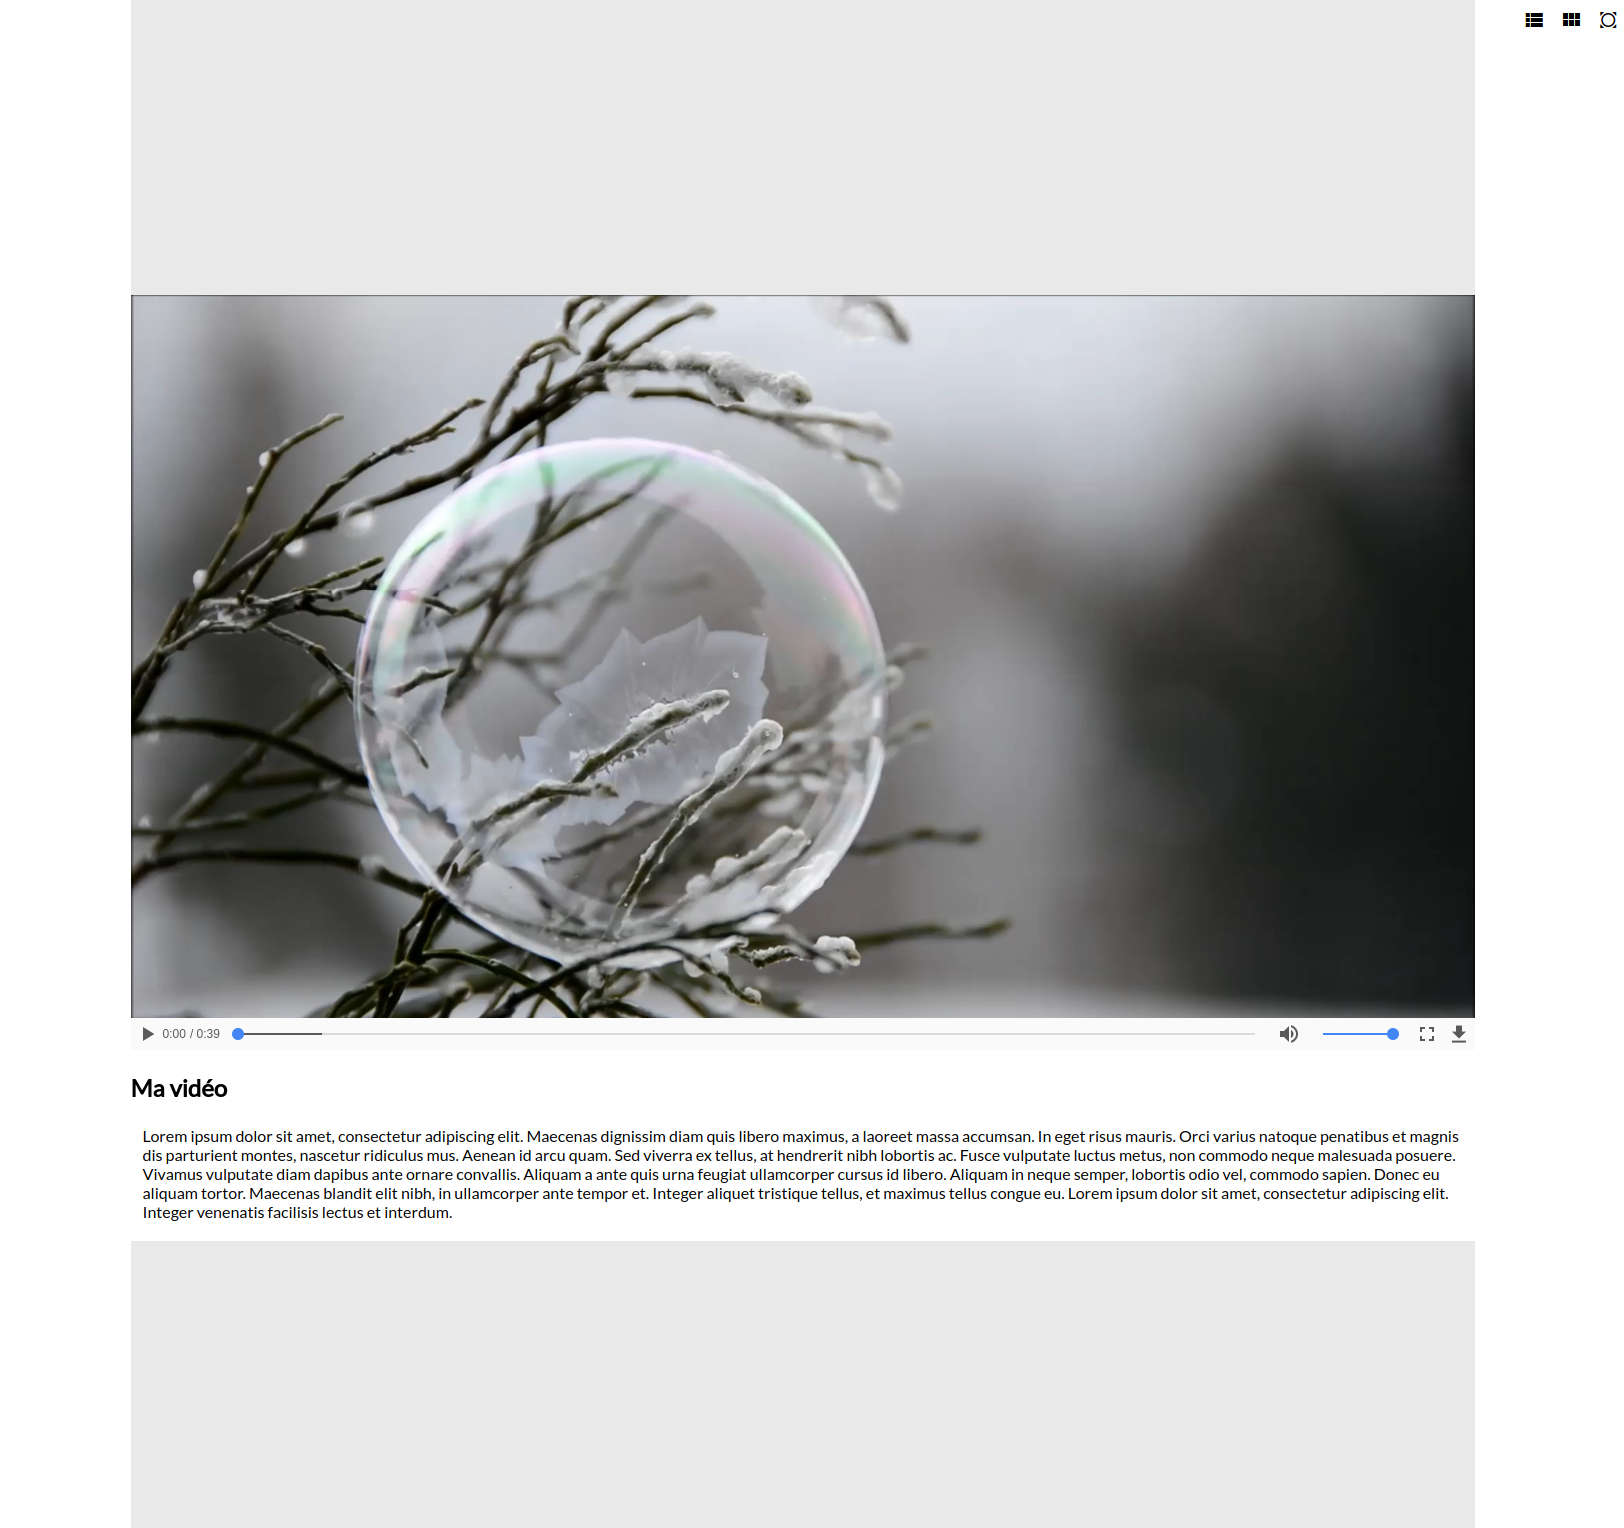 0:00 / 0:39
Ma vidéo
Lorem ipsum dolor sit amet, consectetur adipiscing elit. Maecenas dignissim diam quis libero maximus, a laoreet massa accumsan. In eget risus mauris. Orci varius natoque penatibus et magnis
dis parturient montes, nascetur ridiculus mus. Aenean id arcu quam. Sed viverra ex tellus, at hendrerit nibh lobortis ac. Fusce vulputate luctus metus, non commodo neque malesuada posuere.
Vivamus vulputate diam dapibus ante ornare convallis. Aliquam a ante quis urna feugiat ullamcorper cursus id libero. Aliquam in neque semper, lobortis odio vel, commodo sapien. Donec eu
aliquam tortor. Maecenas blandit elit nibh, in ullamcorper ante tempor et. Integer aliquet tristique tellus, et maximus tellus congue eu. Lorem ipsum dolor sit amet, consectetur adipiscing elit.
Integer venenatis facilisis lectus et interdum.